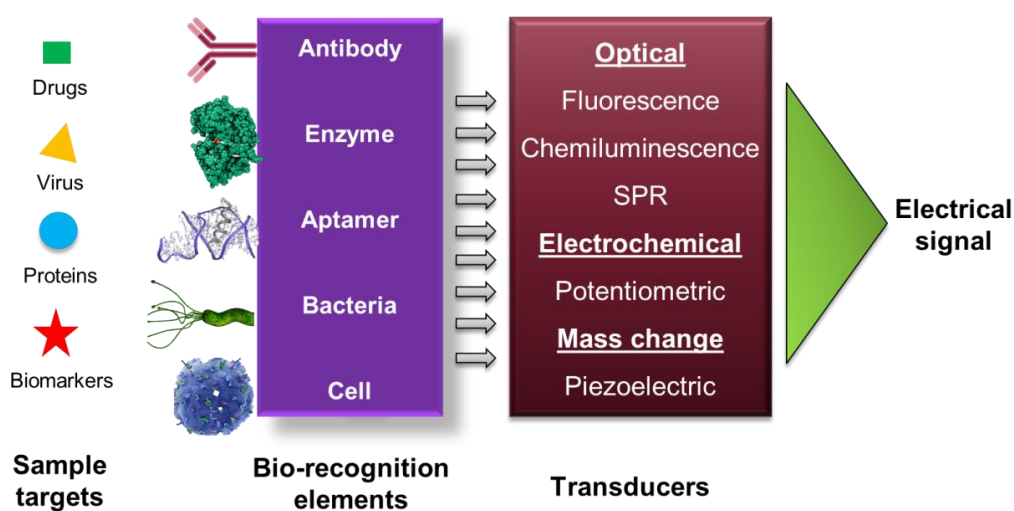 Drugs
Virus
Proteins
Biomarkers
Sample
targets
Antibody
Enzyme
Aptamer
Bacteria
Cell
Bio-recognition
elements
Optical
Fluorescence
Chemiluminescence
SPR
Electrochemical
Potentiometric
Mass change
Piezoelectric
Transducers
Electrical
signal